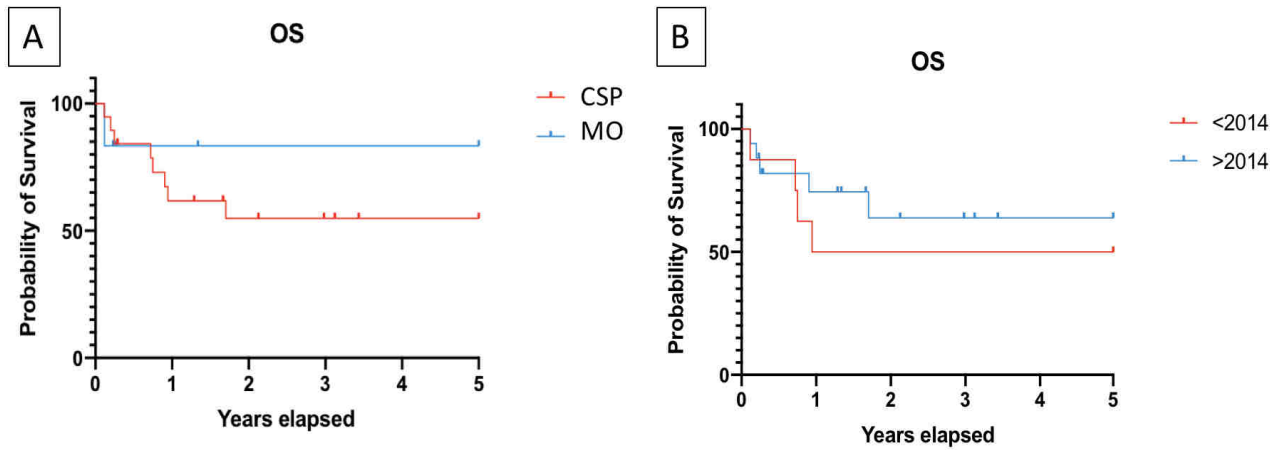 A
OS
Probability of Survival
100
50
0
0 1 2 3 4 5
Years elapsed
CSP
MO
B
OS
Probability of Survival
100
50
0
0 1 2 3 4 5
Years elapsed
<2014
>2014